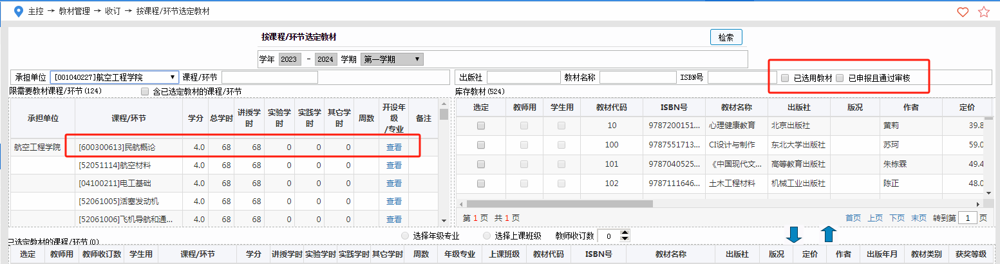 主控 → 教材管理 → 收订 → 按课程/环节选定教材
按课程/环节选定教材
检索
学年 2023 - 2024 学期 第一学期
承担单位 [001040227]航空工程学院 课程/环节
限需要教材课程/环节(124) 含已选定教材的课程/环节
承担单位 课程/环节 学分 总学时 讲授学时 实验学时 实践学时 其它学时 周数 开设年级/专业 备注
航空工程学院 [600300613]民航概论 4.0 68 68 0 0 0 查看
[52051114]航空材料 4.0 68 68 0 0 0 查看
[04100211]电工基础 4.0 68 68 0 0 0 查看
[52061005]活塞发动机 4.0 68 68 0 0 0 查看
[52061006]飞机导航和通... 4.0 68 68 0 0 0 查看
出版社 教材名称 ISBN号 已选用教材 已申报且通过审核
库存教材(524)
选定 教师用 学生用 教材代码 ISBN号 教材名称 出版社 版况 作者 定价
10 9787200151... 心理健康教育 北京出版社 黄莉 39.8
100 9787551713... CI设计与制作 东北大学出版社 苏珂 59.0
101 9787040525... 《中国现代文... 高等教育出版社 朱栋霖 49.4
102 9787111646... 土木工程材料 机械工业出版社 陈正 48.0
第 1 页 共 1 页 首页 上页 下页 末页 转到第 1 页
选择年级专业 选择上课班级 教师收订数 0
已选定教材的课程/环节(0)
选定 教师用 教师收订数 学生用 课程/环节 学分 讲授学时 实验学时 实践学时 其它学时 周数 年级专业 上课班级 教材代码 ISBN号 教材名称 出版社 版况 定价 作者 出版年月 教材类别 获奖等级